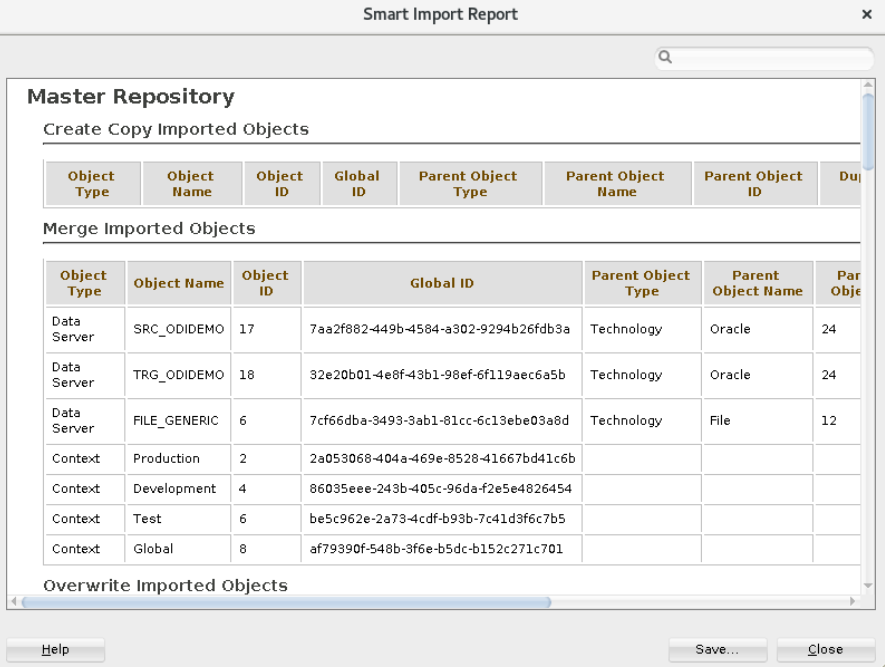 Smart Import Report
Master Repository
Create Copy Imported Objects
Object Type Object Name Object ID Global ID Parent Object Type Parent Object Name Parent Object ID
Merge Imported Objects
Object Type Object Name Object ID Global ID Parent Object Type Parent Object Name
Data Server SRC_ODIDEMO 17 7aa2f882-449b-4584-a302-9294b26fdb3a Technology Oracle 24
Data Server TRG_ODIDEMO 18 32e20b01-4e8f-43b1-98ef-6f119aec6a5b Technology Oracle 24
Data Server FILE_GENERIC 6 7cf66dba-3493-3ab1-81cc-6c13ebe03a8d Technology File 12
Context Production 2 2a053068-404a-469e-8528-41667bd41c6b
Context Development 4 86035eee-243b-405c-96da-f2e5e4826454
Context Test 6 be5c962e-2a73-4cdf-b93b-7c41d3f6c7b5
Context Global 8 af79390f-548b-3f6e-b5dc-b152c271c701
Overwrite Imported Objects
Help Save... Close